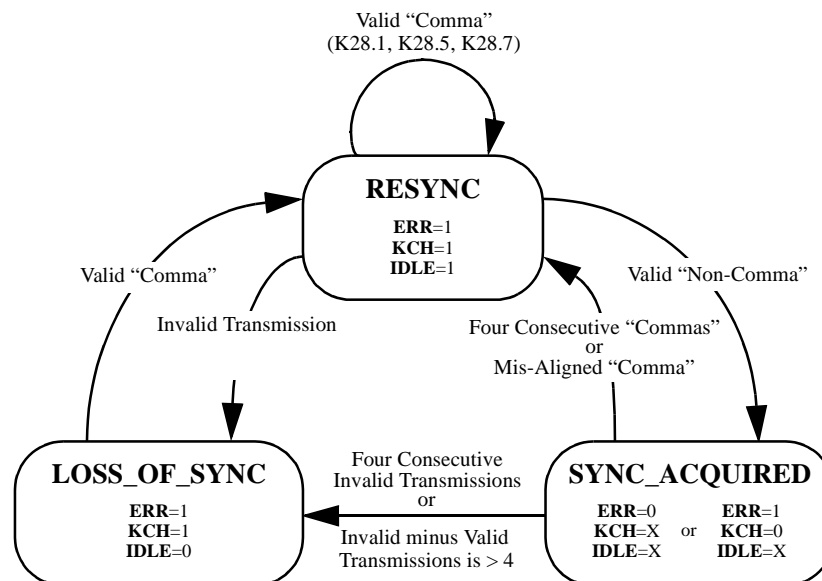 Valid “Comma”
(K28.1, K28.5, K28.7)
RESYNC
ERR=1
KCH=1
IDLE=1
Valid “Comma”
Valid “Non-Comma”
Invalid Transmission
Four Consecutive “Commas”
or
Mis-Aligned “Comma”
LOSS_OF_SYNC
ERR=1
KCH=1
IDLE=0
Four Consecutive
Invalid Transmissions
or
Invalid minus Valid
Transmissions is > 4
SYNC_ACQUIRED
ERR=0 ERR=1
KCH=X or KCH=0
IDLE=X IDLE=X